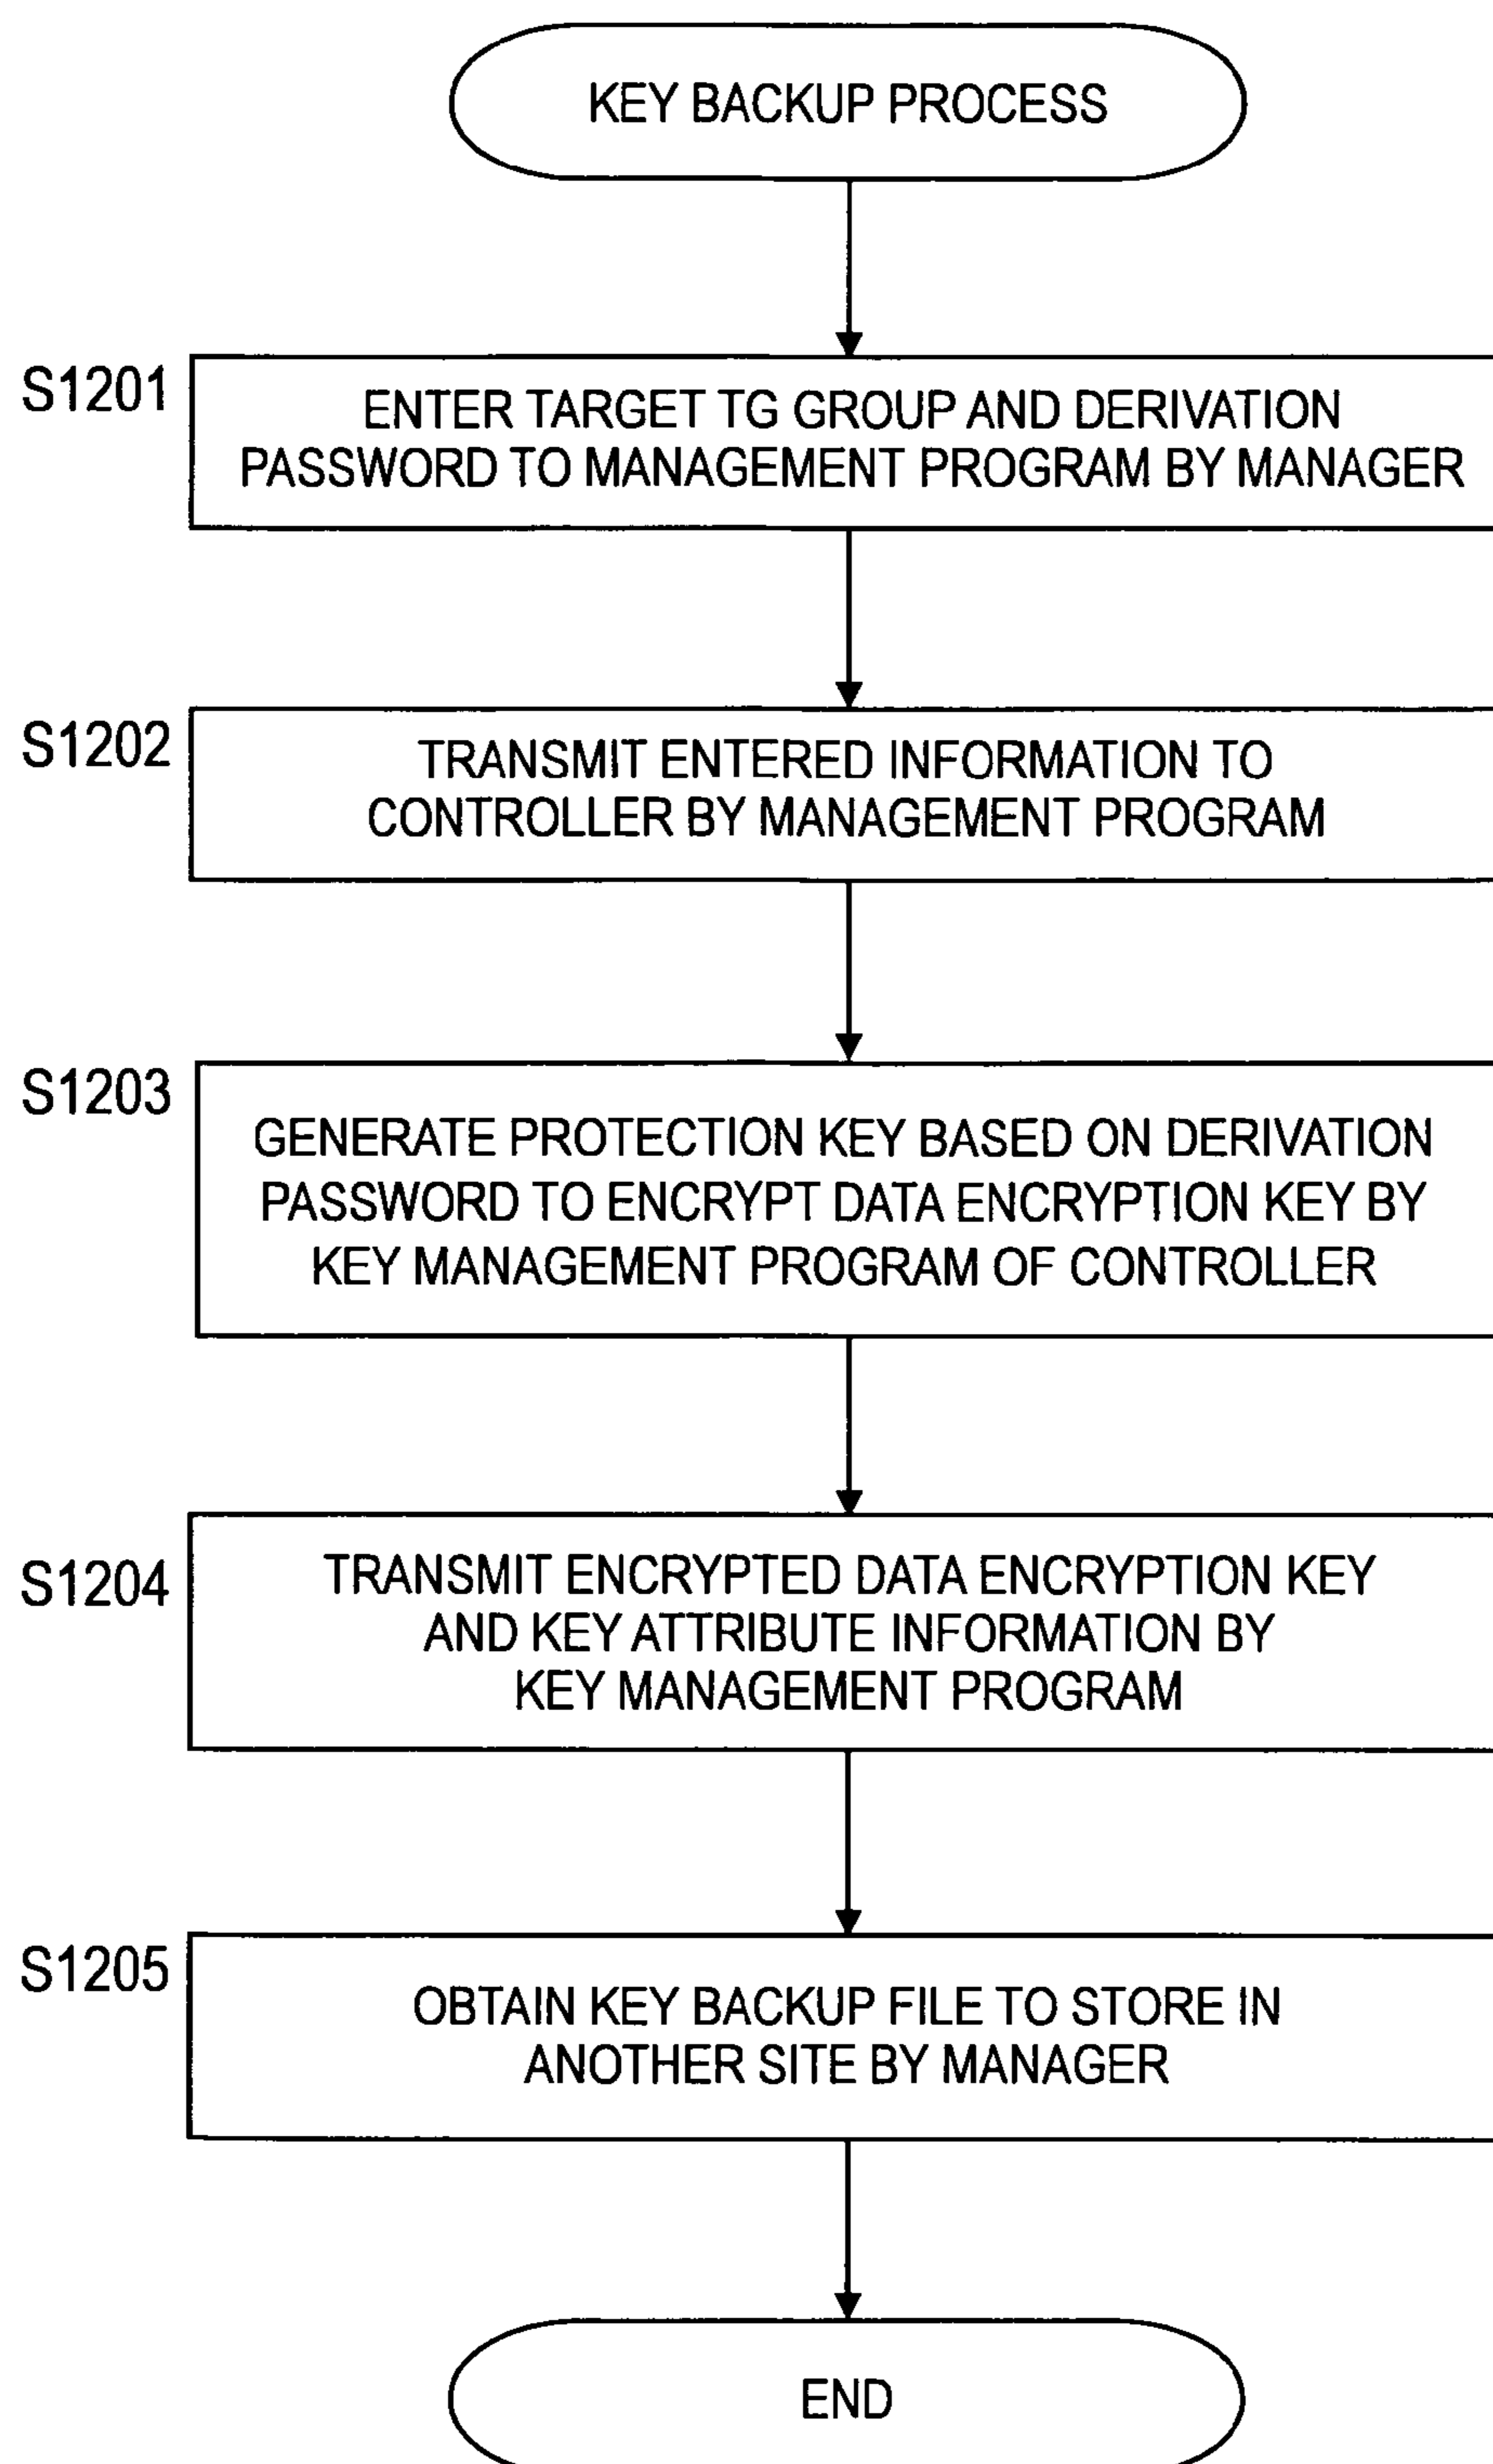 KEY BACKUP PROCESS
S1201
ENTER TARGET TG GROUP AND DERIVATION
PASSWORD TO MANAGEMENT PROGRAM BY MANAGER
S1202
TRANSMIT ENTERED INFORMATION TO
CONTROLLER BY MANAGEMENT PROGRAM
S1203
GENERATE PROTECTION KEY BASED ON DERIVATION
PASSWORD TO ENCRYPT DATA ENCRYPTION KEY BY
KEY MANAGEMENT PROGRAM OF CONTROLLER
S1204
TRANSMIT ENCRYPTED DATA ENCRYPTION KEY
AND KEY ATTRIBUTE INFORMATION BY
KEY MANAGEMENT PROGRAM
S1205
OBTAIN KEY BACKUP FILE TO STORE IN
ANOTHER SITE BY MANAGER
END